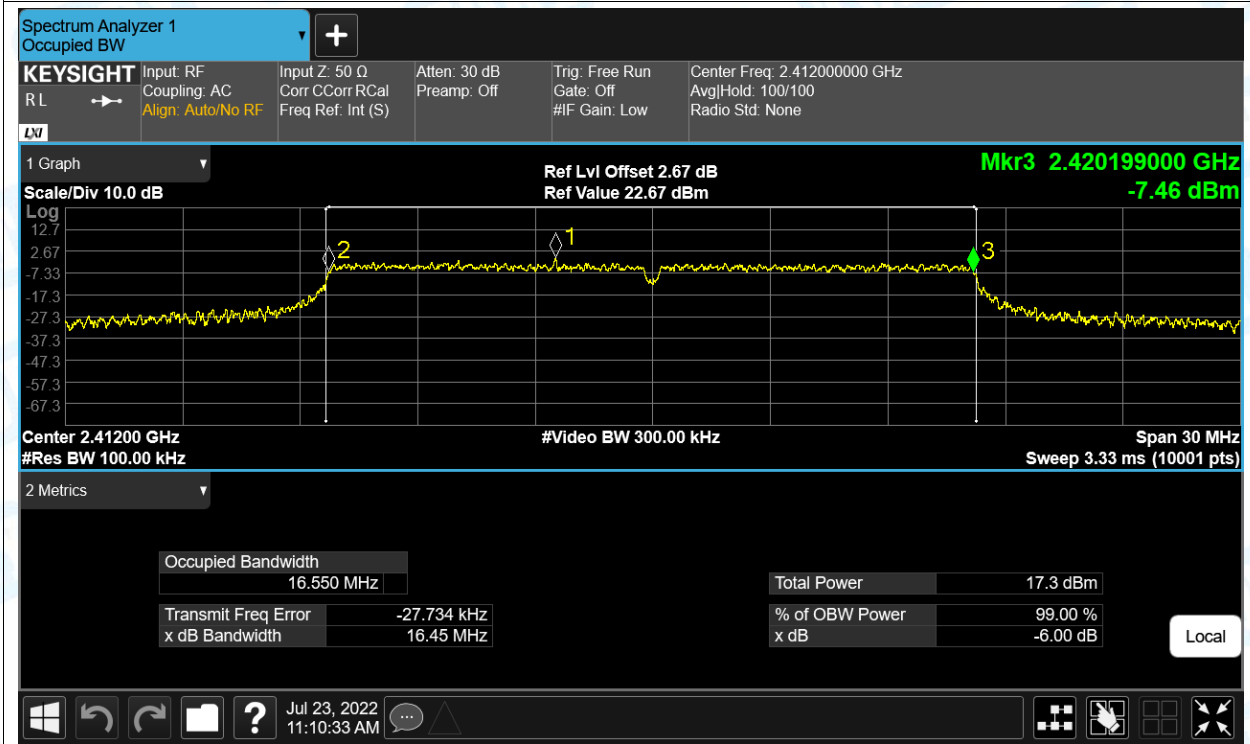 Spectrum Analyzer 1
Occupied BW
KEYSIGHT
R L
LXI
Input: RF
Coupling: AC
Align: Auto/No RF
Input Z: 50 Ω
Corr CCorr RCal
Freq Ref: Int (S)
Atten: 30 dB
Preamp: Off
Trig: Free Run
Gate: Off
#IF Gain: Low
Center Freq: 2.412000000 GHz
Avg|Hold: 100/100
Radio Std: None
1 Graph
Scale/Div 10.0 dB
Ref Lvl Offset 2.67 dB
Ref Value 22.67 dBm
Mkr3 2.420199000 GHz
-7.46 dBm
Log
12.7
2.67
-7.33
-17.3
-27.3
-37.3
-47.3
-57.3
-67.3
2
1
3
Center 2.41200 GHz
#Video BW 300.00 kHz
Span 30 MHz
#Res BW 100.00 kHz
Sweep 3.33 ms (10001 pts)
2 Metrics
Occupied Bandwidth
16.550 MHz
Total Power 17.3 dBm
Transmit Freq Error -27.734 kHz
% of OBW Power 99.00 %
x dB Bandwidth 16.45 MHz
x dB -6.00 dB
Local
?
Jul 23, 2022
11:10:33 AM